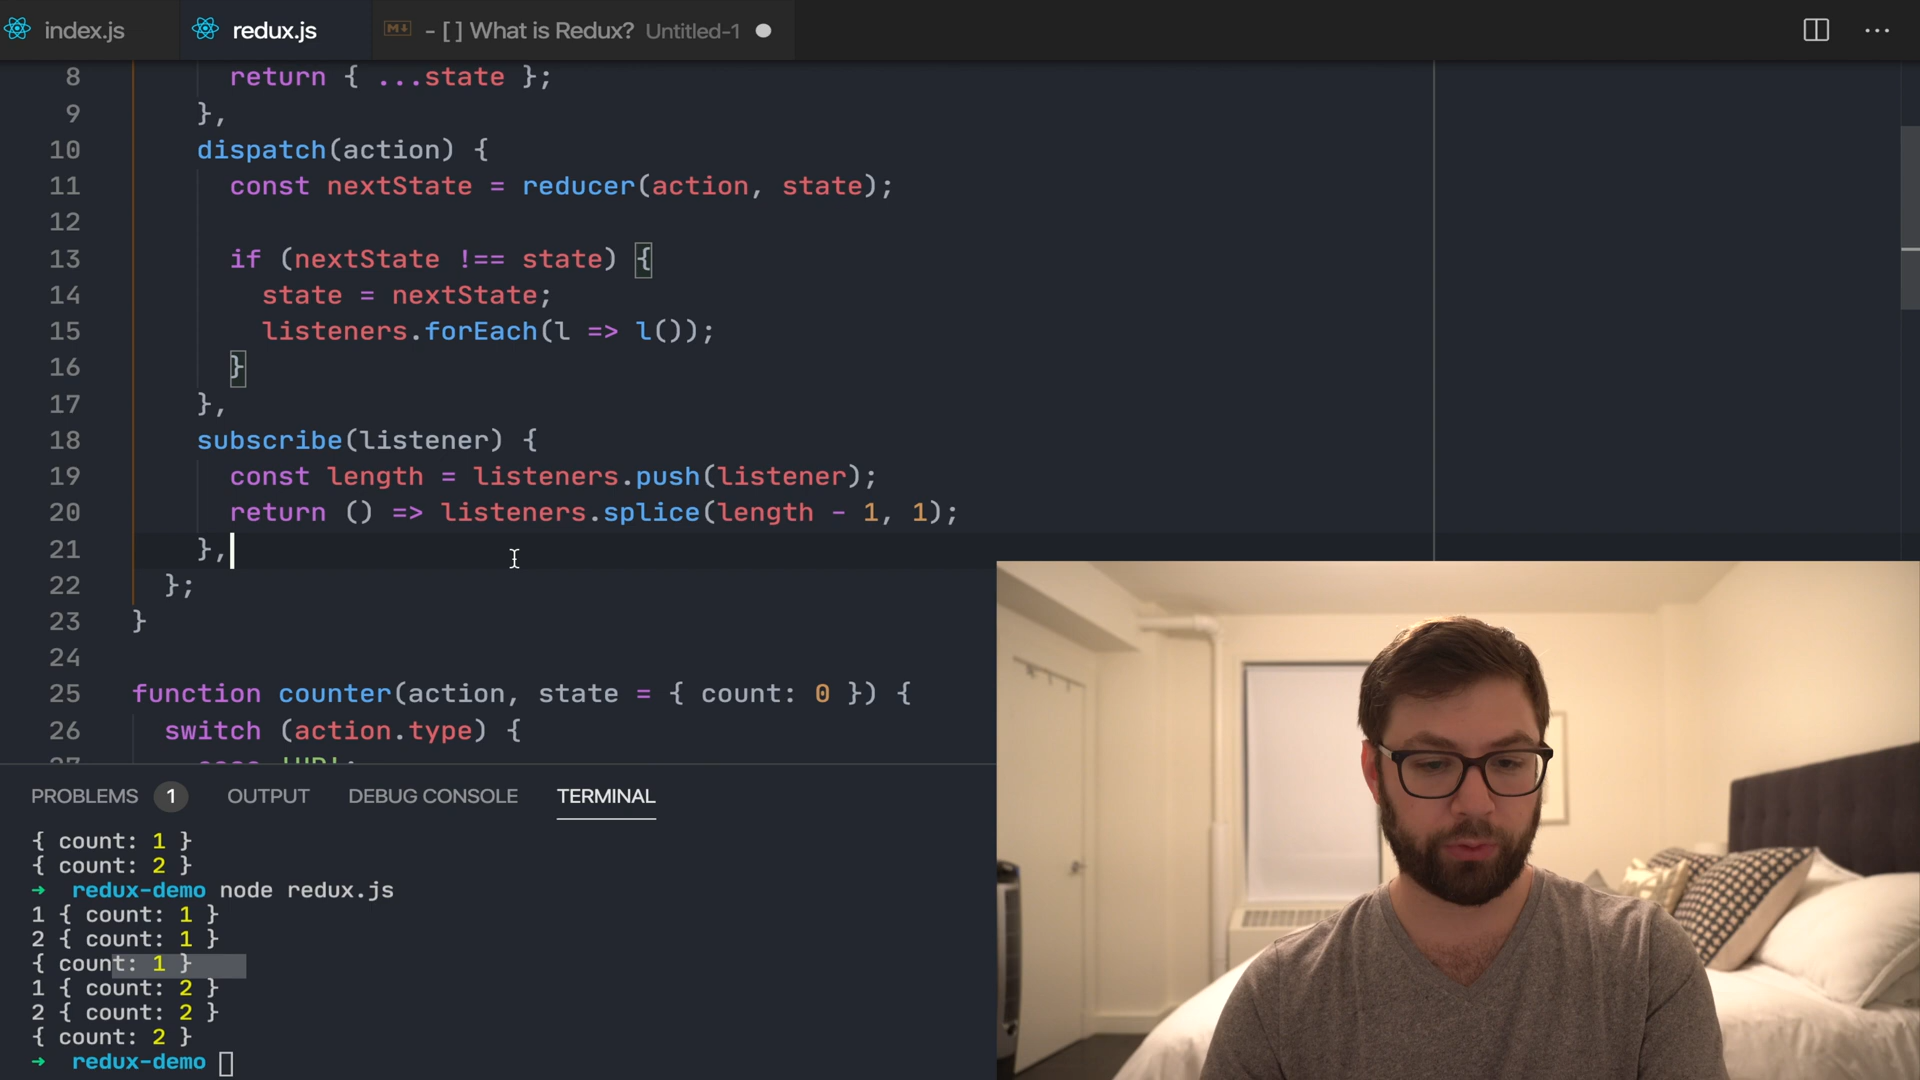 index.js
redux.js
- [ ] What is Redux? Untitled-1
8 return { ...state };
9 },
10 dispatch(action) {
11 const nextState = reducer(action, state);
12
13 if (nextState !== state) {
14 state = nextState;
15 listeners.forEach(l => l());
16 }
17 },
18 subscribe(listener) {
19 const length = listeners.push(listener);
20 return () => listeners.splice(length - 1, 1);
21 },
22 };
23 }
24
25 function counter(action, state = { count: 0 }) {
26 switch (action.type) {
PROBLEMS 1 OUTPUT DEBUG CONSOLE TERMINAL
{ count: 1 }
{ count: 2 }
→ redux-demo node redux.js
1 { count: 1 }
2 { count: 1 }
{ count: 1 }
1 { count: 2 }
2 { count: 2 }
{ count: 2 }
→ redux-demo